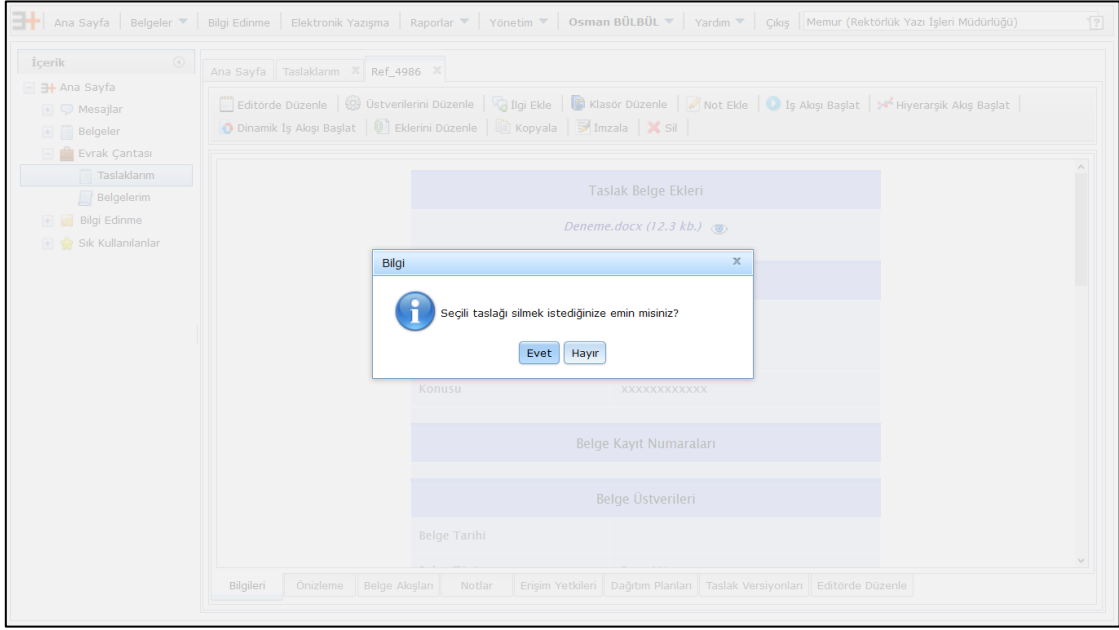 Ana Sayfa Belgeler Bilgi Edinme Elektronik Yazışma Raporlar Yönetim Osman BÜLBÜL Yardım Çıkış Memur (Rektörlük Yazı İşleri Müdürlüğü)
İçerik
Ana Sayfa
Mesajlar
Belgeler
Evrak Çantası
Taslaklarım
Belgelerim
Bilgi Edinme
Sık Kullanılanlar
Ana Sayfa Taslaklarım Ref_4986
Editörde Düzenle Üstverilerini Düzenle İlgi Ekle Klasör Düzenle Not Ekle İş Akışı Başlat Hiyerarşik Akış Başlat
Dinamik İş Akışı Başlat Eklerini Düzenle Kopyala İmzala Sil
Taslak Belge Ekleri
Deneme.docx (12.3 kb.)
Bilgi
Seçili taslağı silmek istediğinize emin misiniz?
Evet Hayır
Konusu xxxxxxxxxxxx
Belge Kayıt Numaraları
Belge Üstverileri
Belge Tarihi
Bilgileri Önizleme Belge Akışları Notlar Erişim Yetkileri Dağıtım Planları Taslak Versiyonları Editörde Düzenle